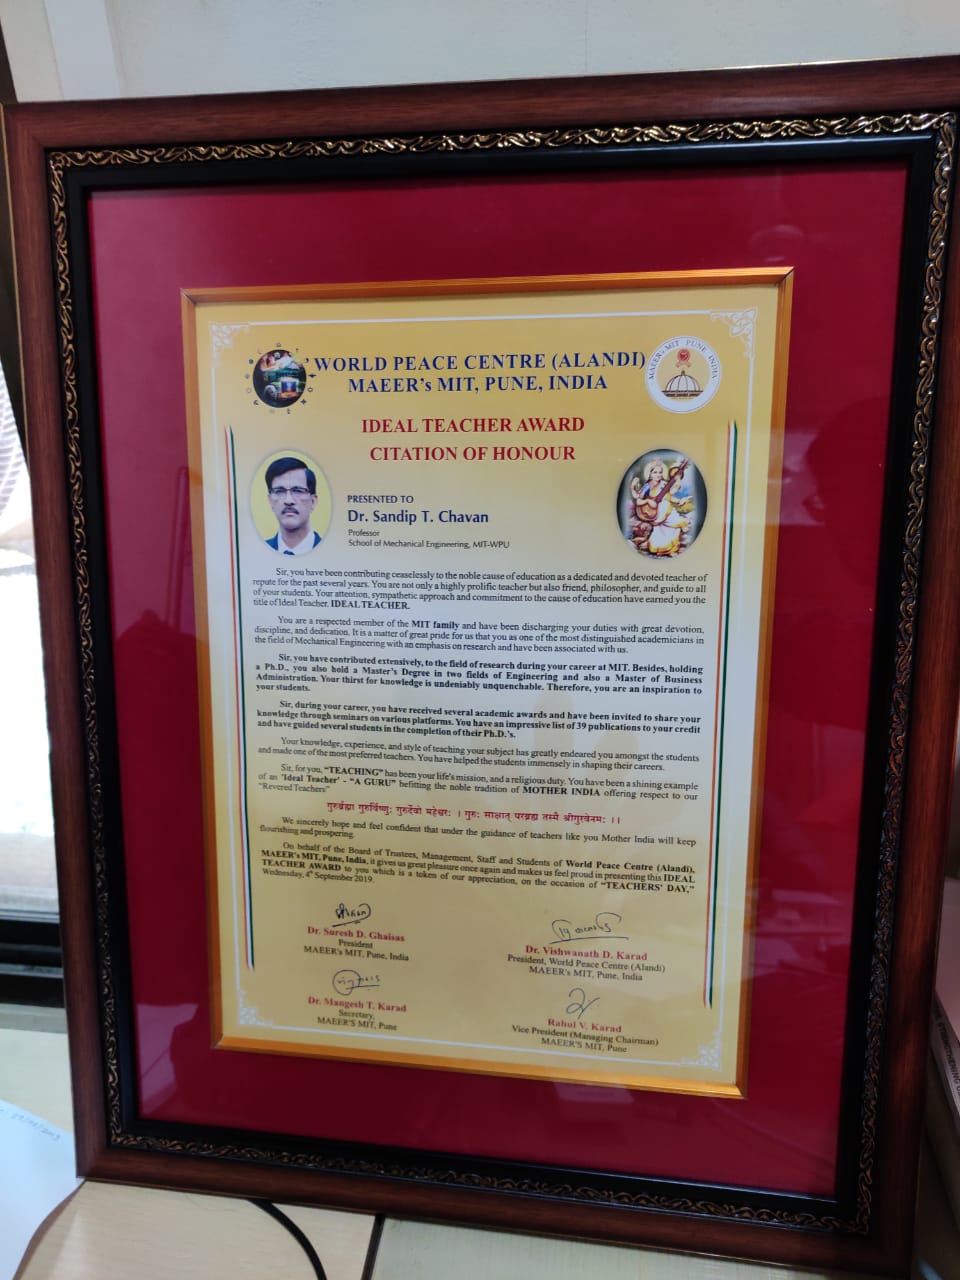 WORLD PEACE CENTRE (ALANDI)
MAEER's MIT, PUNE, INDIA
MAEER's MIT PUNE INDIA
IDEAL TEACHER AWARD
CITATION OF HONOUR
PRESENTED TO
Dr. Sandip T. Chavan
Professor
School of Mechanical Engineering, MIT-WPU
Sir, you have been contributing ceaselessly to the noble cause of education as a dedicated and devoted teacher of
repute for the past several years. You are not only a highly prolific teacher but also friend, philosopher, and guide to all
of your students. Your attention, sympathetic approach and commitment to the cause of education have earned you the
title of Ideal Teacher. IDEAL TEACHER.
You are a respected member of the MIT family and have been discharging your duties with great devotion,
discipline, and dedication. It is a matter of great pride for us that you as one of the most distinguished academicians in
the field of Mechanical Engineering with an emphasis on research and have been associated with us.
Sir, you have contributed extensively, to the field of research during your career at MIT. Besides, holding
a Ph.D., you also hold a Master's Degree in two fields of Engineering and also a Master of Business
Administration. Your thirst for knowledge is undeniably unquenchable. Therefore, you are an inspiration to
your students.
Sir, during your career, you have received several academic awards and have been invited to share your
knowledge through seminars on various platforms. You have an impressive list of 39 publications to your credit
and have guided several students in the completion of their Ph.D.'s.
Your knowledge, experience, and style of teaching your subject has greatly endeared you amongst the students
and made one of the most preferred teachers. You have helped the students immensely in shaping their careers.
Sir, for you, "TEACHING" has been your life's mission, and a religious duty. You have been a shining example
of an 'Ideal Teacher' - "A GURU" befitting the noble tradition of MOTHER INDIA offering respect to our
"Revered Teachers"
गुरुर्ब्रह्मा गुरुर्विष्णुः गुरुर्देवो महेश्वरः । गुरुः साक्षात् परब्रह्म तस्मै श्रीगुरवेनमः ।।
We sincerely hope and feel confident that under the guidance of teachers like you Mother India will keep
flourishing and prospering.
On behalf of the Board of Trustees, Management, Staff and Students of World Peace Centre (Alandi),
MAEER's MIT, Pune, India, it gives us great pleasure once again and makes us feel proud in presenting this IDEAL
TEACHER AWARD to you which is a token of our appreciation, on the occasion of "TEACHERS' DAY,"
Wednesday, 4th September 2019.
Dr. Suresh D. Ghaisas
President
MAEER's MIT, Pune, India
Dr. Vishwanath D. Karad
President, World Peace Centre (Alandi)
MAEER's MIT, Pune, India
Dr. Mangesh T. Karad
Secretary,
MAEER'S MIT, Pune
Rahul V. Karad
Vice President (Managing Chairman)
MAEER'S MIT, Pune